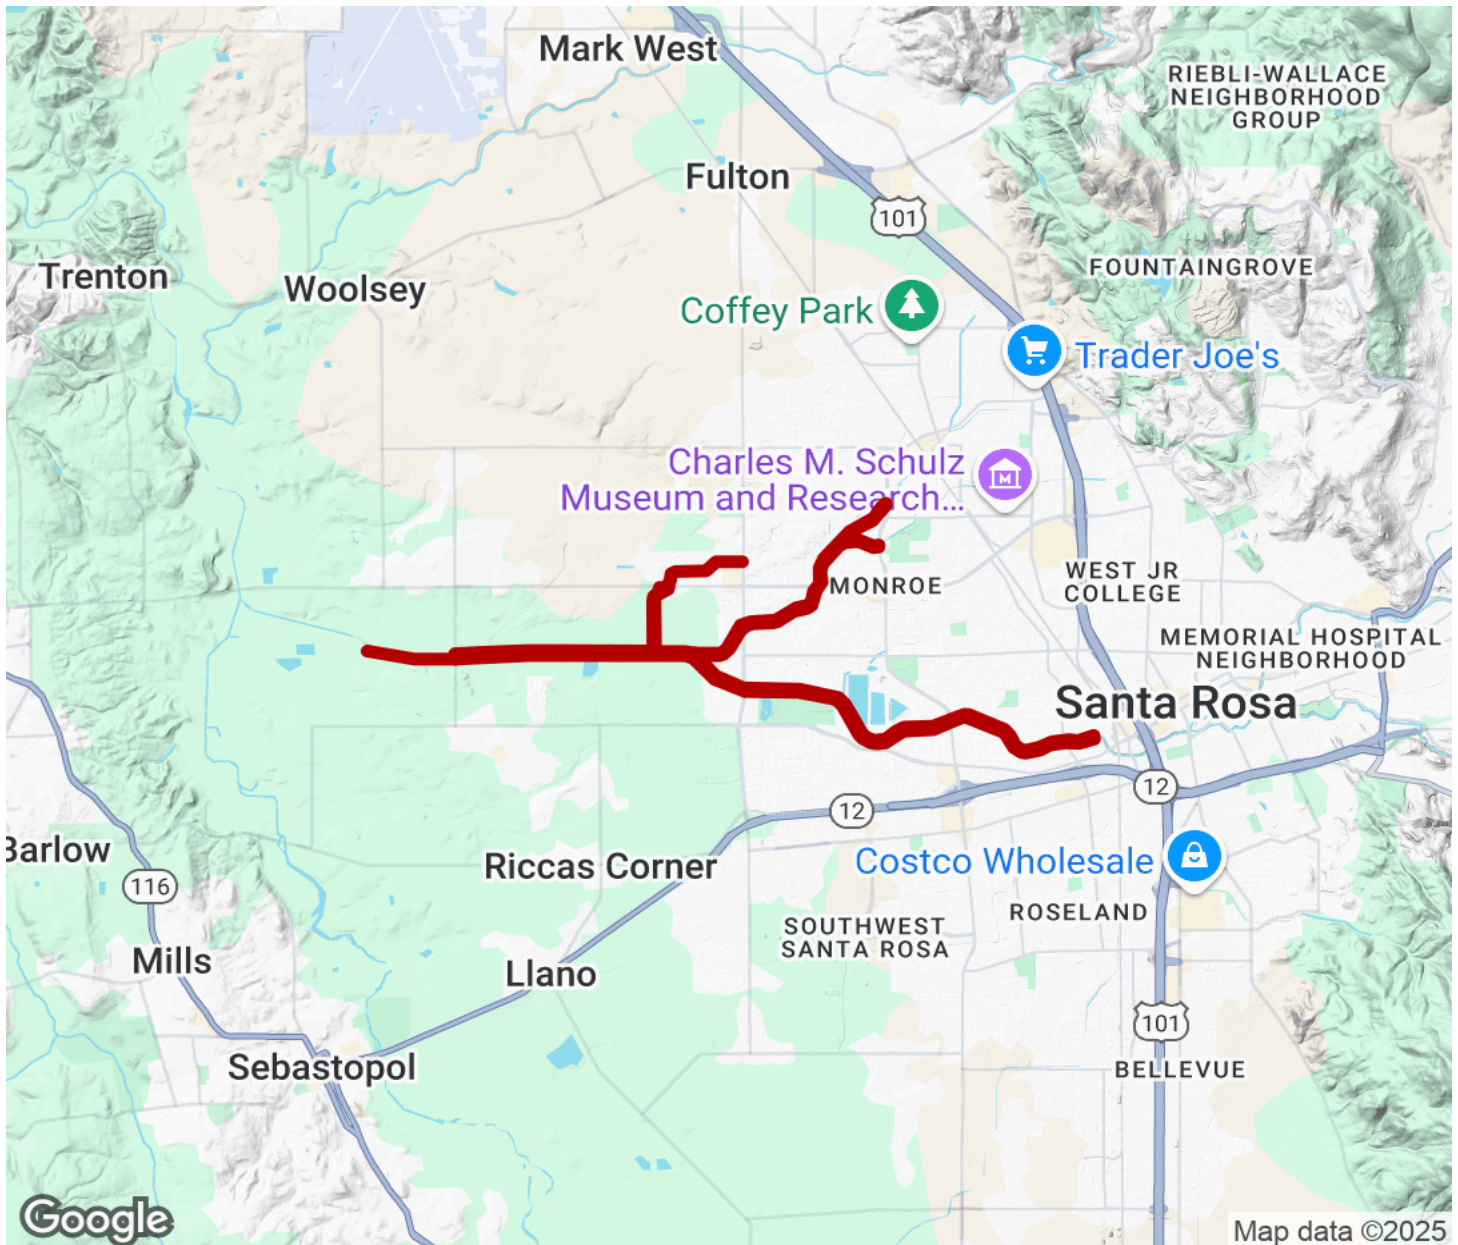 Mark West
RIEBLI-WALLACE
NEIGHBORHOOD
GROUP
Fulton
101
Trenton
Woolsey
FOUNTAINGROVE
Coffey Park
Trader Joe's
Charles M. Schulz
Museum and Research...
M
MONROE
WEST JR
COLLEGE
MEMORIAL HOSPITAL
NEIGHBORHOOD
Santa Rosa
12
12
Barlow
Riccas Corner
Costco Wholesale
116
ROSELAND
SOUTHWEST
SANTA ROSA
Mills
Llano
101
Sebastopol
BELLEVUE
Google
Map data ©2025